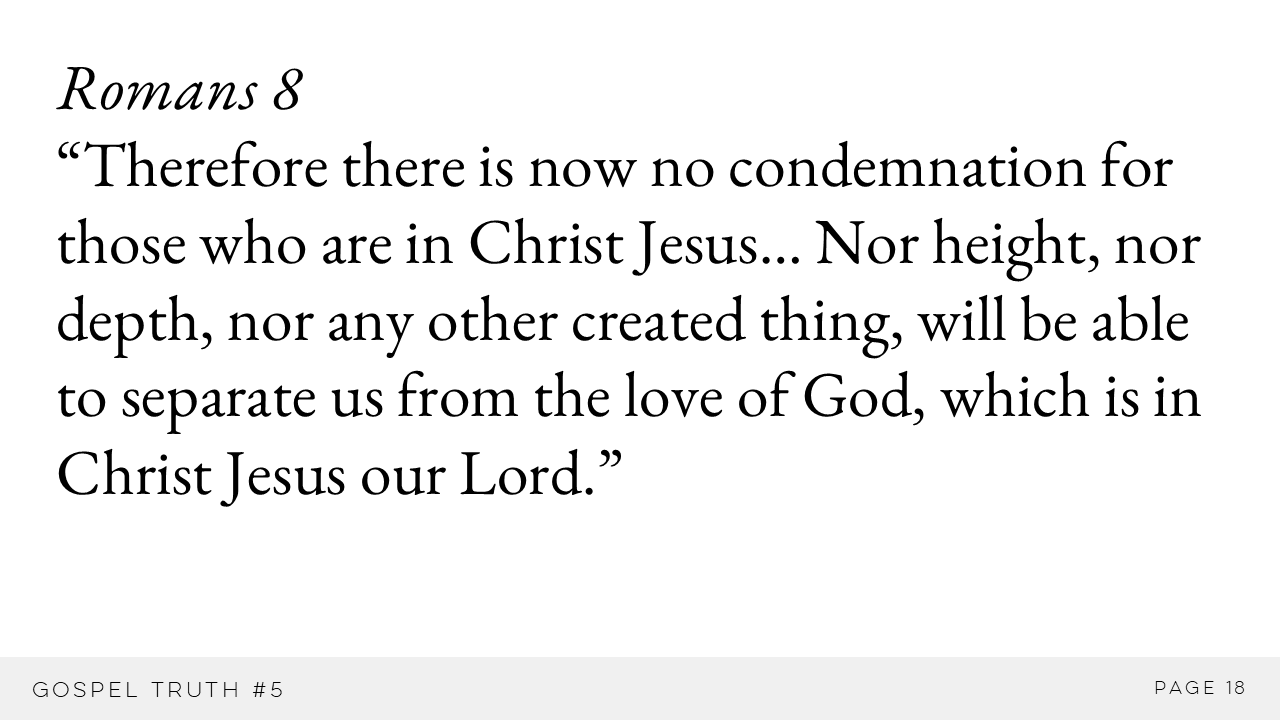 Romans 8
“Therefore there is now no condemnation for
those who are in Christ Jesus... Nor height, nor
depth, nor any other created thing, will be able
to separate us from the love of God, which is in
Christ Jesus our Lord.”
GOSPEL TRUTH #5
PAGE 18